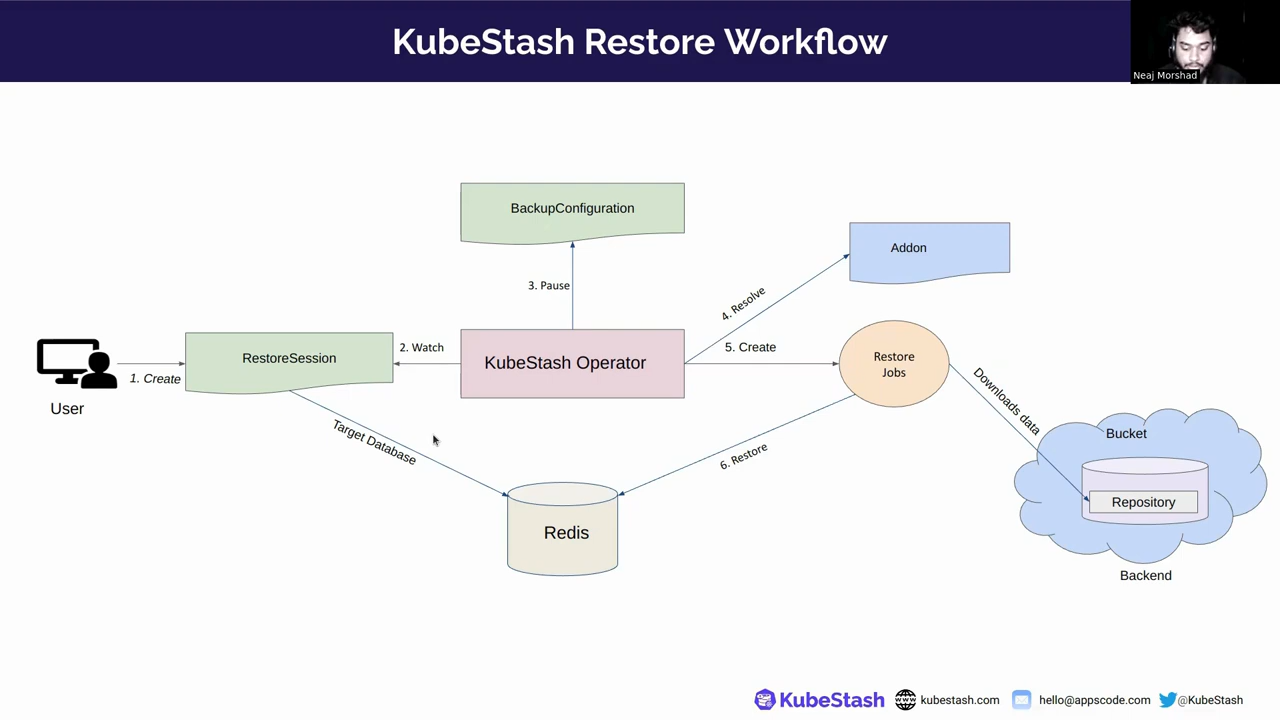 KubeStash Restore Workflow
Neaj Morshad
BackupConfiguration
Addon
3. Pause
4. Resolve
RestoreSession
2. Watch
KubeStash Operator
5. Create
Restore
Jobs
1. Create
User
Target Database
6. Restore
Downloads data
Bucket
Repository
Backend
Redis
KubeStash
kubestash.com
hello@appscode.com
@KubeStash